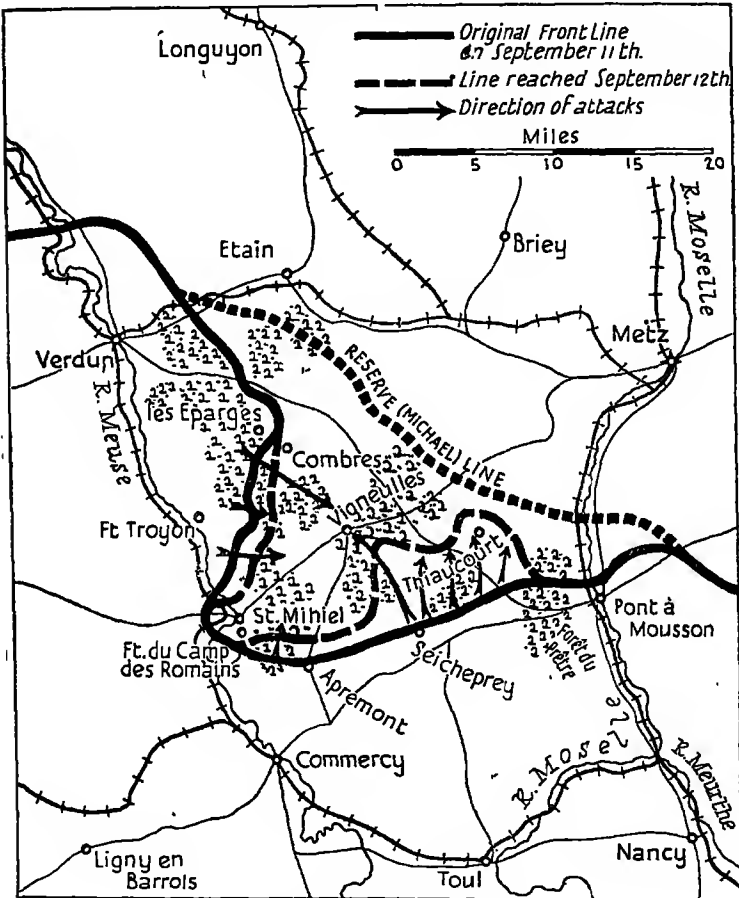 Longuyon
Original Front Line
on September 11th.
Line reached September 12th
Direction of attacks
Miles
0 5 10 15 20
R. Moselle
Etain
Briey
Metz
Verdun
R. Meuse
RESERVE (MICHAEL) LINE
les Eparges
Combres
Vigneulles
Ft Troyon
Thiaucourt
St. Mihiel
Pont à
Mousson
Ft. du Camp
des Romains
Seicheprey
Forêt du
Prêtre
Apremont
Commercy
R. Moselle
R. Meurthe
Ligny en
Barrois
Toul
Nancy